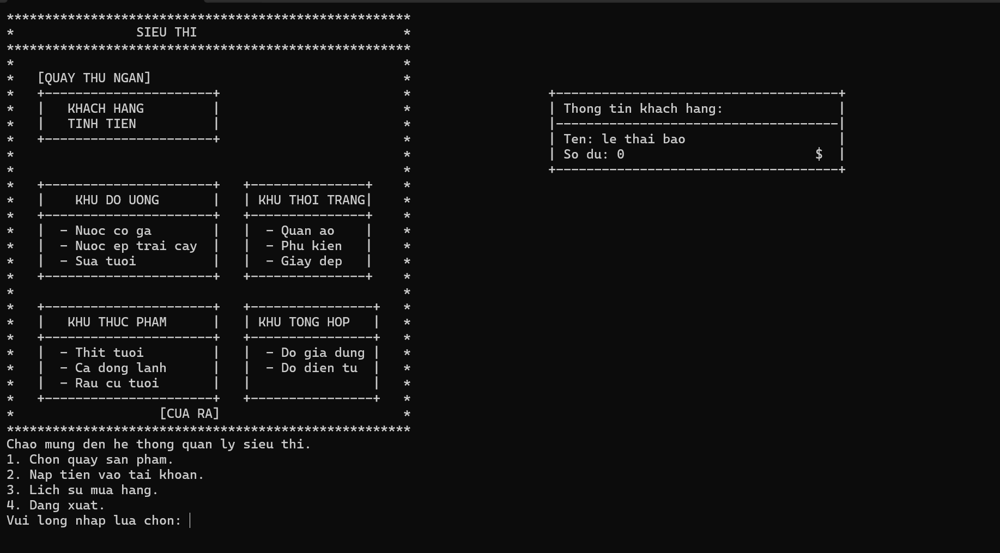 *****************************************************
*                SIEU THI                           *
*****************************************************
*                                                   *
*   [QUAY THU NGAN]                                 *
*   +----------------------+                        *                  +-------------------------------------+
*   |   KHACH HANG         |                        *                  | Thong tin khach hang:               |
*   |   TINH TIEN          |                        *                  |-------------------------------------|
*   +----------------------+                        *                  | Ten: le thai bao                    |
*                                                   *                  | So du: 0                         $  |
*                                                   *                  +-------------------------------------+
*   +----------------------+   +---------------+    *
*   |    KHU DO UONG       |   | KHU THOI TRANG|    *
*   +----------------------+   +---------------+    *
*   |  - Nuoc co ga        |   |  - Quan ao    |    *
*   |  - Nuoc ep trai cay  |   |  - Phu kien   |    *
*   |  - Sua tuoi          |   |  - Giay dep   |    *
*   +----------------------+   +---------------+    *
*                                                   *
*   +----------------------+   +----------------+   *
*   |   KHU THUC PHAM      |   | KHU TONG HOP   |   *
*   +----------------------+   +----------------+   *
*   |  - Thit tuoi         |   |  - Do gia dung |   *
*   |  - Ca dong lanh      |   |  - Do dien tu  |   *
*   |  - Rau cu tuoi       |   |                |   *
*   +----------------------+   +----------------+   *
*                   [CUA RA]                        *
*****************************************************
Chao mung den he thong quan ly sieu thi.
1. Chon quay san pham.
2. Nap tien vao tai khoan.
3. Lich su mua hang.
4. Dang xuat.
Vui long nhap lua chon: